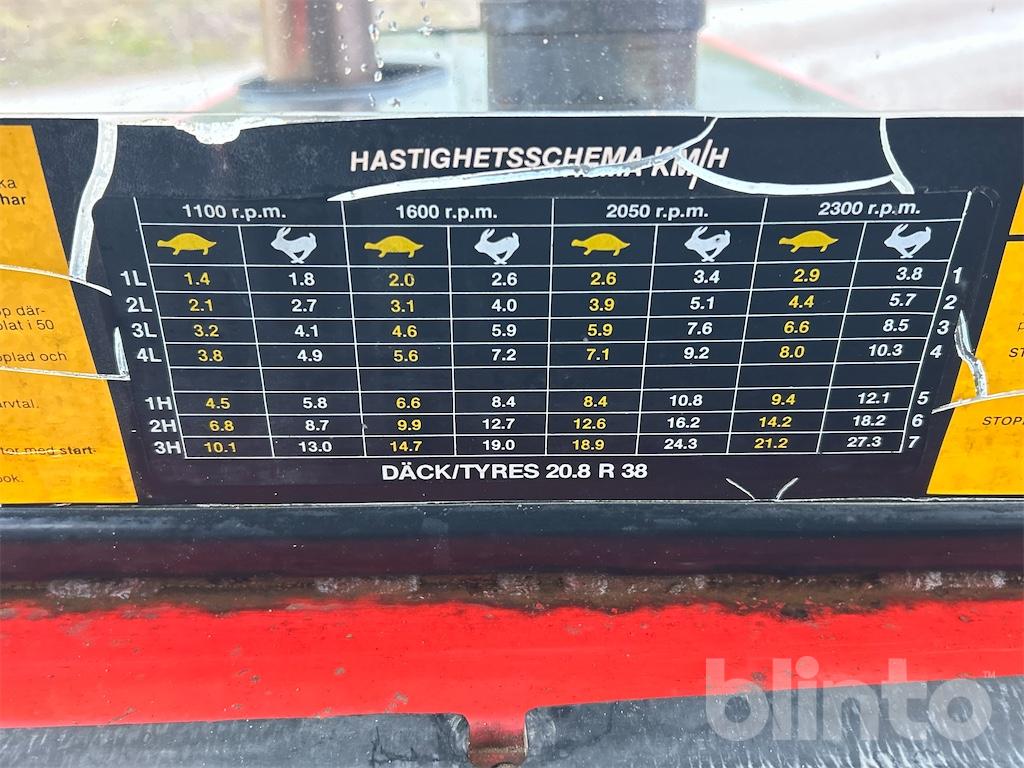 HASTIGHETSSCHEMA KM/H
1100 r.p.m. 1600 r.p.m. 2050 r.p.m. 2300 r.p.m.
1L 1.4 1.8 2.0 2.6 2.6 3.4 2.9 3.8 1
2L 2.1 2.7 3.1 4.0 3.9 5.1 4.4 5.7 2
3L 3.2 4.1 4.6 5.9 5.9 7.6 6.6 8.5 3
4L 3.8 4.9 5.6 7.2 7.1 9.2 8.0 10.3 4
1H 4.5 5.8 6.6 8.4 8.4 10.8 9.4 12.1 5
2H 6.8 8.7 9.9 12.7 12.6 16.2 14.2 18.2 6
3H 10.1 13.0 14.7 19.0 18.9 24.3 21.2 27.3 7
DÄCK/TYRES 20.8 R 38
ka
har
op där-
plat i 50
pplad och
arvtal.
ter med start-
ok.
p
ST
STOPP
blinto™